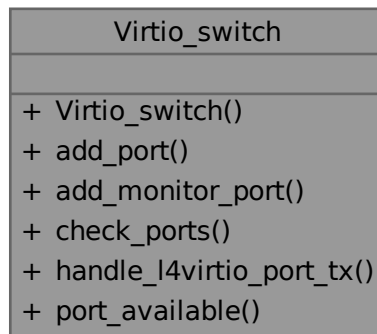 Virtio_switch
+ Virtio_switch()
+ add_port()
+ add_monitor_port()
+ check_ports()
+ handle_l4virtio_port_tx()
+ port_available()